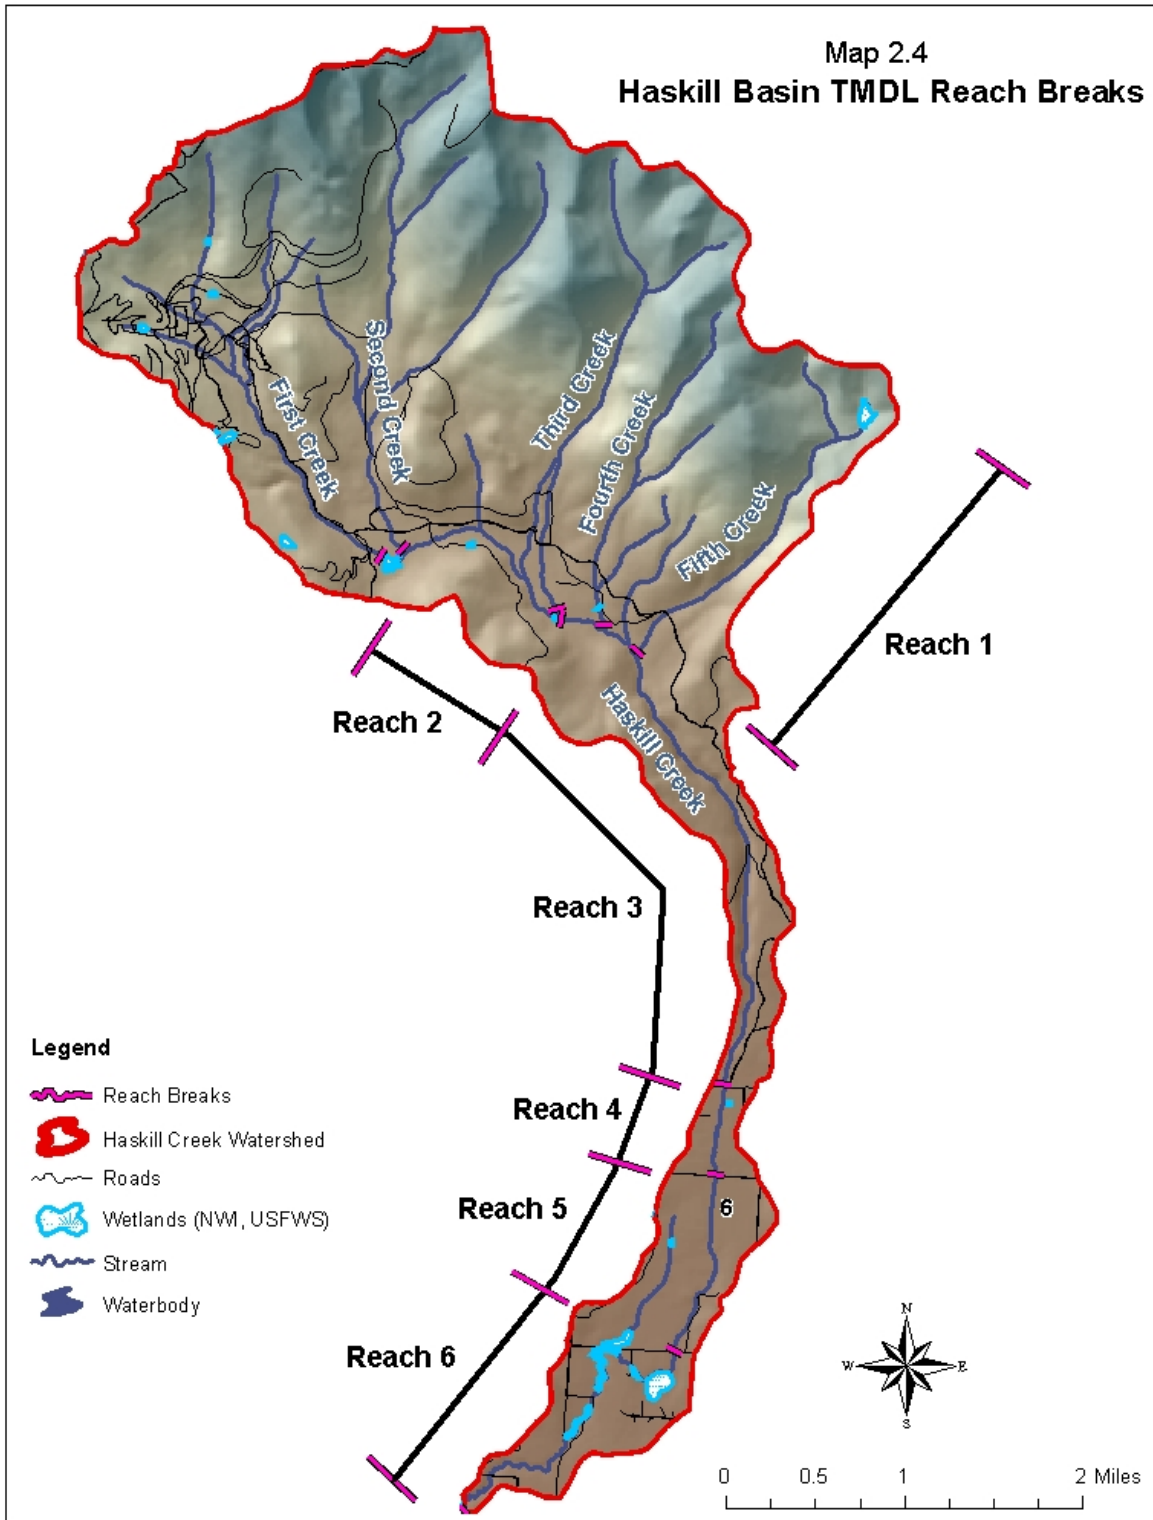 Map 2.4
Haskill Basin TMDL Reach Breaks
First Creek
Second Creek
Third Creek
Fourth Creek
Fifth Creek
Haskill Creek
Reach 1
Reach 2
Reach 3
Reach 4
Reach 5
Reach 6
6
Legend
Reach Breaks
Haskill Creek Watershed
Roads
Wetlands (NWI, USFWS)
Stream
Waterbody
N
W E
S
0 0.5 1 2 Miles